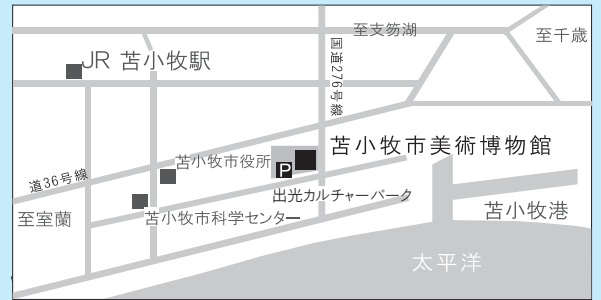 至支笏湖
至千歳
JR 苫小牧駅
国道276号線
苫小牧市美術博物館
苫小牧市役所
P
道36号線
出光カルチャーパーク
至室蘭
苫小牧市科学センター
苫小牧港
太平洋